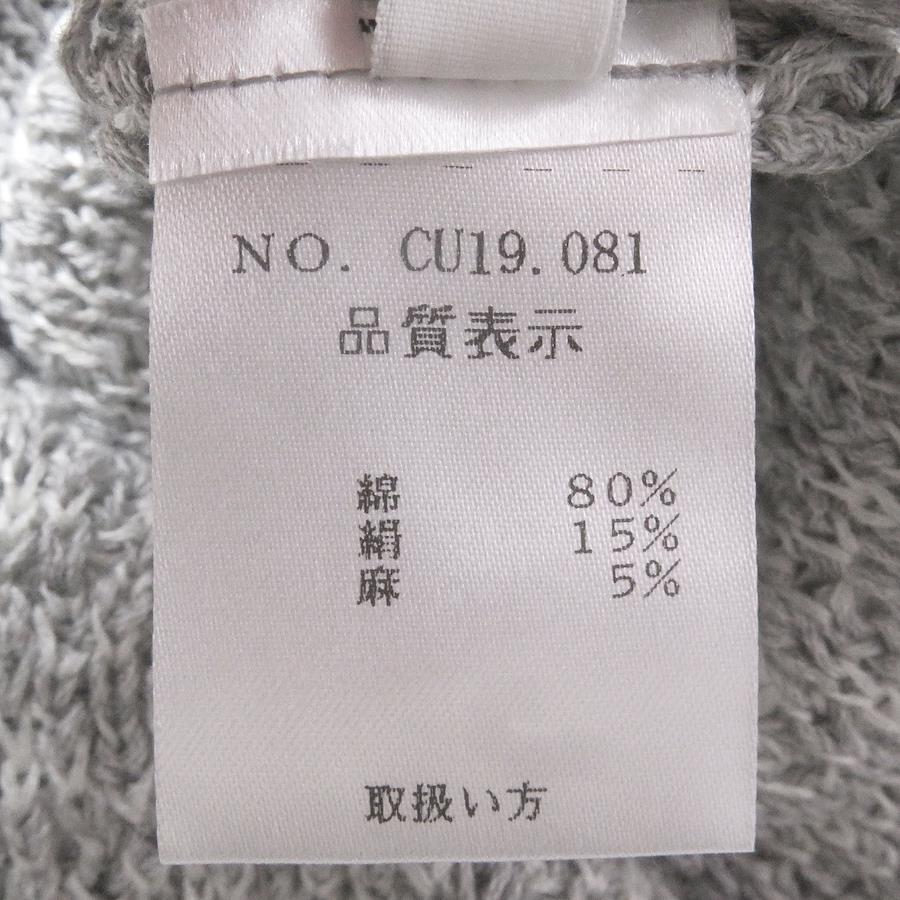 NO. CU19.081
品質表示
綿 80%
絹 15%
麻 5%
取扱い方